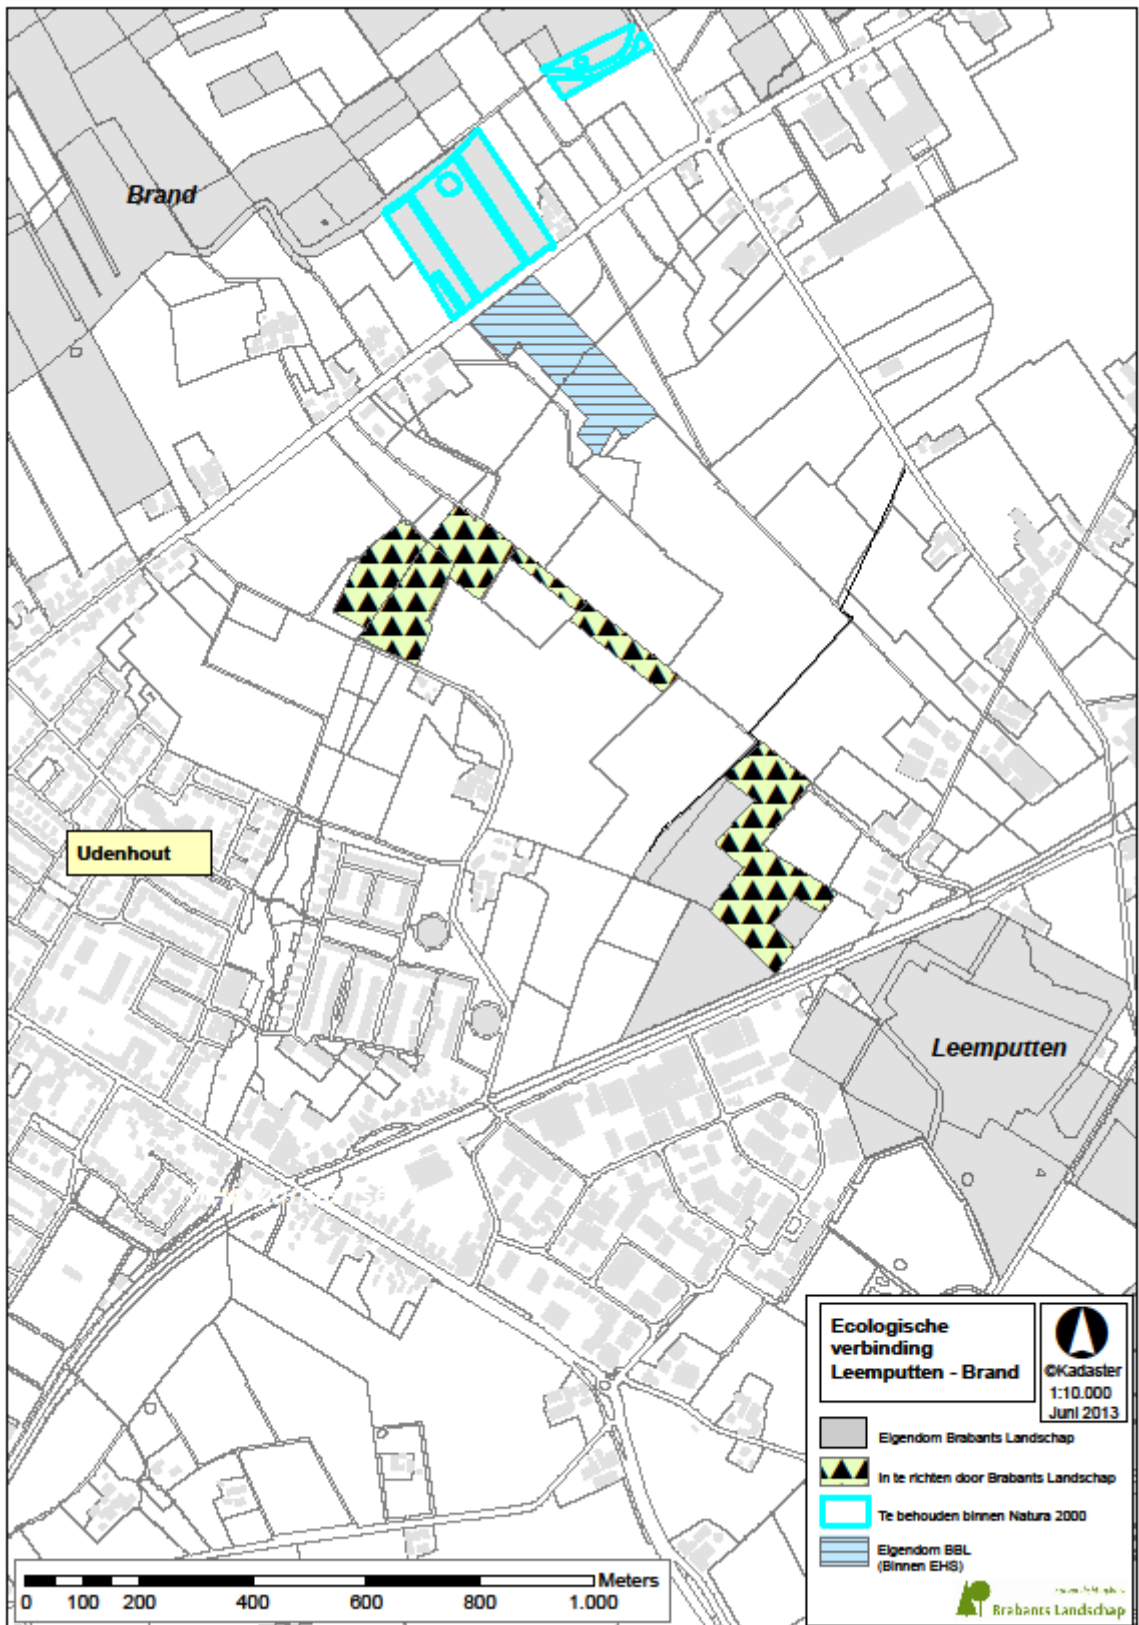 Brand
Udenhout
Leemputten
Ecologische
verbinding
Leemputten - Brand
©Kadaster
1:10.000
Juni 2013
Eigendom Brabants Landschap
In te richten door Brabants Landschap
Te behouden binnen Natura 2000
Eigendom BBL
(Binnen EHS)
Brabants Landschap
Meters
0 100 200 400 600 800 1.000